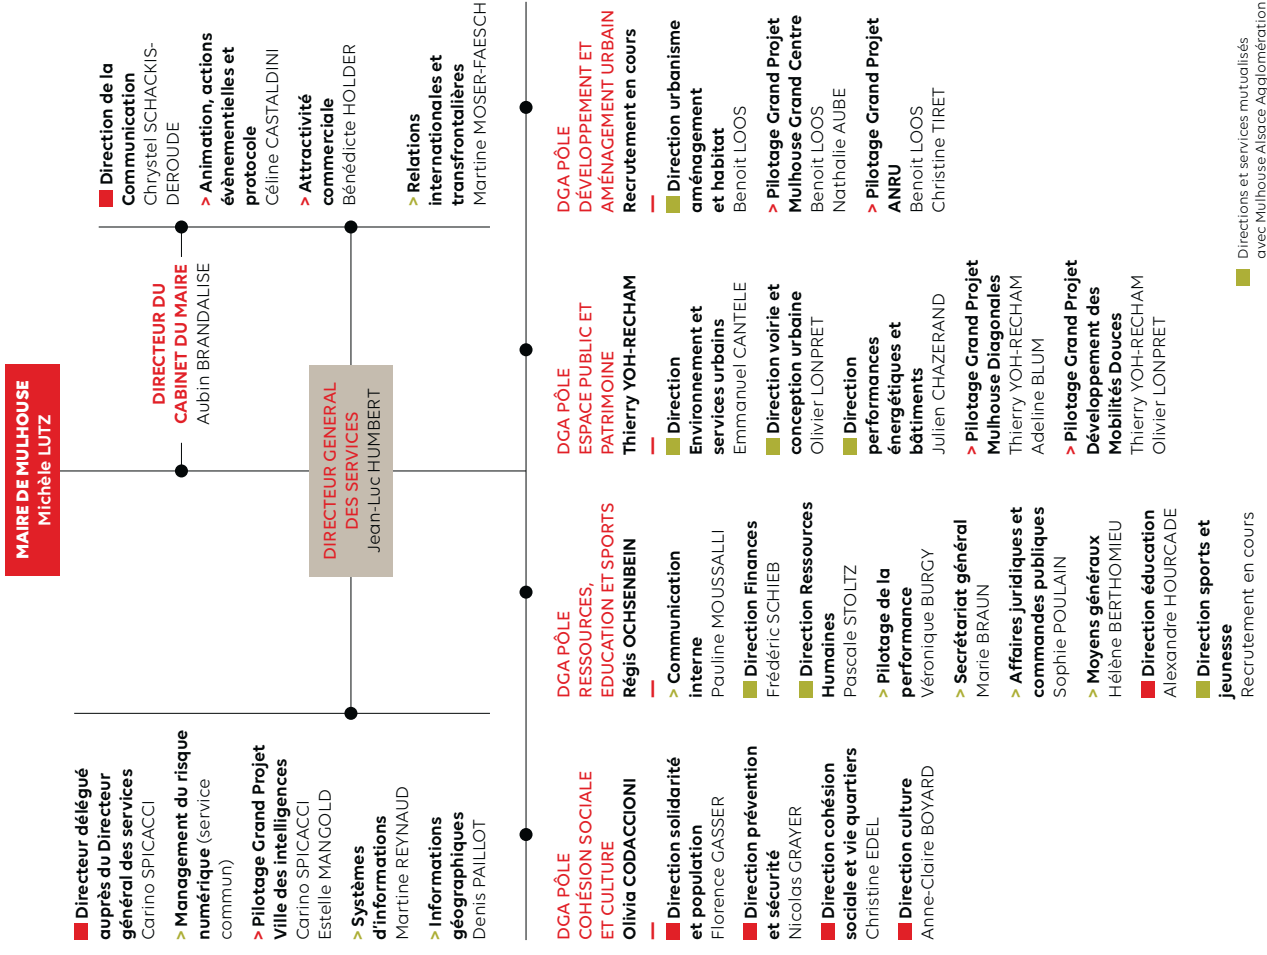 MAIRE DE MULHOUSE
Michèle LUTZ
DIRECTEUR DU
CABINET DU MAIRE
Aubin BRANDALISE
DIRECTEUR GENERAL
DES SERVICES
Jean-Luc HUMBERT
Directeur délégué
auprès du Directeur
général des services
Carino SPICACCI
> Management du risque
numérique (service
commun)
> Pilotage Grand Projet
Ville des intelligences
Carino SPICACCI
Estelle MANGOLD
> Systèmes
d'informations
Martine REYNAUD
> Informations
géographiques
Denis PAILLOT
Direction de la
Communication
Chrystel SCHACKIS-
DEROUDE
> Animation, actions
évènementielles et
protocole
Céline CASTALDINI
> Attractivité
commerciale
Bénédicte HOLDER
> Relations
internationales et
transfrontalières
Martine MOSER-FAESCH
DGA PÔLE
COHÉSION SOCIALE
ET CULTURE
Olivia CODACCIONI
Direction solidarité
et population
Florence GASSER
Direction prévention
et sécurité
Nicolas GRAYER
Direction cohésion
sociale et vie quartiers
Christine EDEL
Direction culture
Anne-Claire BOYARD
DGA PÔLE
RESSOURCES,
EDUCATION ET SPORTS
Régis OCHSENBEIN
> Communication
interne
Pauline MOUSSALLI
Direction Finances
Frédéric SCHIEB
Direction Ressources
Humaines
Pascale STOLTZ
> Pilotage de la
performance
Véronique BURGY
> Secrétariat général
Marie BRAUN
> Affaires juridiques et
commandes publiques
Sophie POULAIN
> Moyens généraux
Hélène BERTHOMIEU
Direction éducation
Alexandre HOURCADE
Direction sports et
jeunesse
Recrutement en cours
DGA PÔLE
ESPACE PUBLIC ET
PATRIMOINE
Thierry YOH-RECHAM
Direction
Environnement et
services urbains
Emmanuel CANTELE
Direction voirie et
conception urbaine
Olivier LONPRET
Direction
performances
énergétiques et
bâtiments
Julien CHAZERAND
> Pilotage Grand Projet
Mulhouse Diagonales
Thierry YOH-RECHAM
Adeline BLUM
> Pilotage Grand Projet
Développement des
Mobilités Douces
Thierry YOH-RECHAM
Olivier LONPRET
DGA PÔLE
DÉVELOPPEMENT ET
AMÉNAGEMENT URBAIN
Recrutement en cours
Direction urbanisme
aménagement
et habitat
Benoit LOOS
> Pilotage Grand Projet
Mulhouse Grand Centre
Benoit LOOS
Nathalie AUBE
> Pilotage Grand Projet
ANRU
Benoit LOOS
Christine TIRET
Directions et services mutualisés
avec Mulhouse Alsace Agglomération